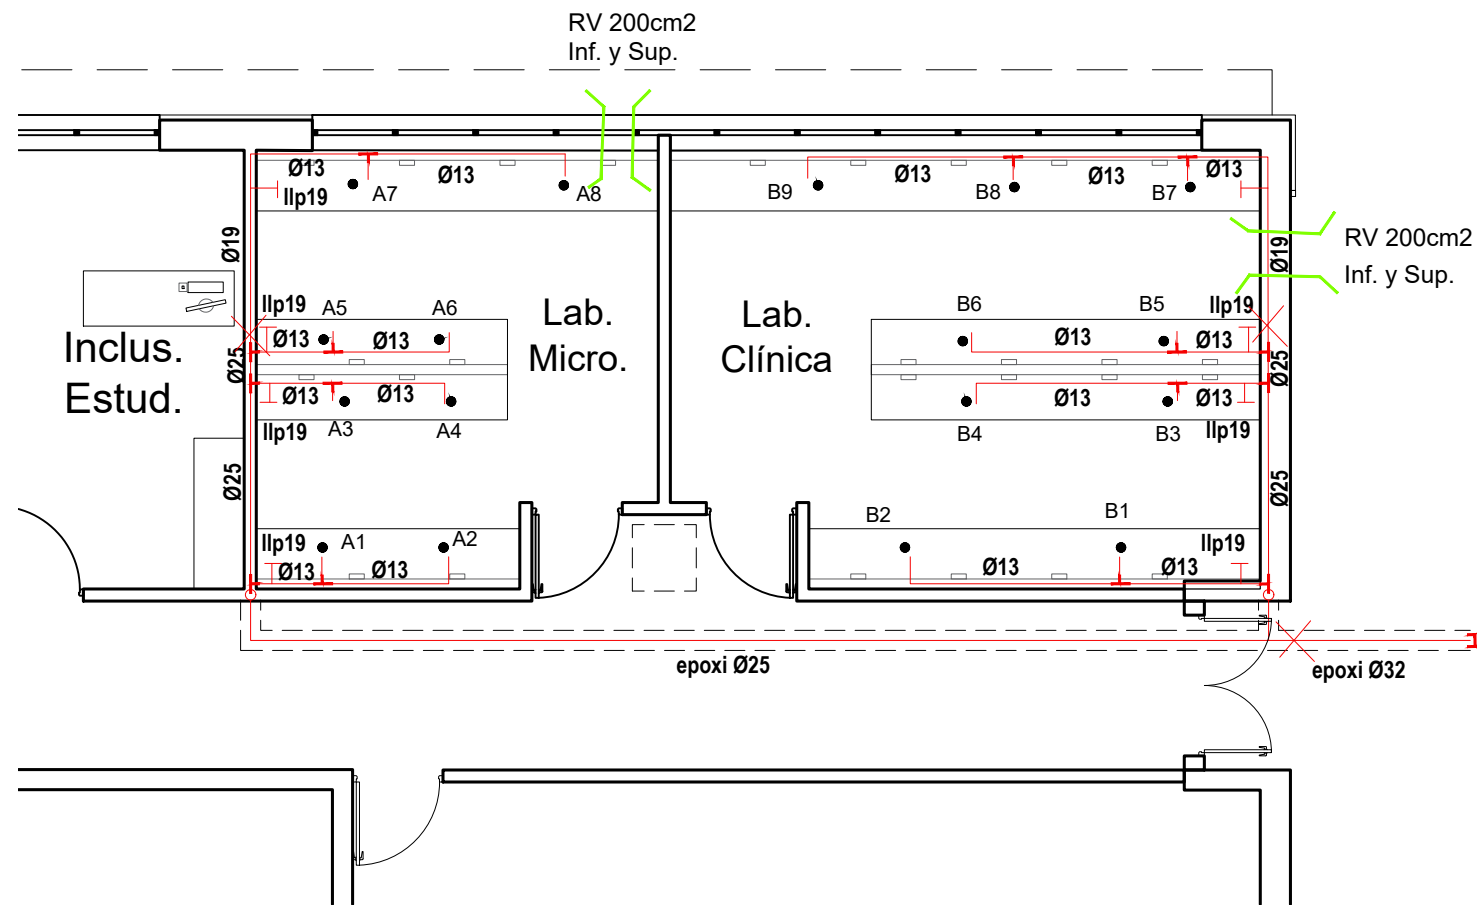 RV 200cm2
Inf. y Sup.
Ø13
Ø13
Ø13
Ø13
Ø13
A7
A8
B9
B8
B7
llp19
Ø19
Ø19
RV 200cm2
Inf. y Sup.
llp19
A5
A6
Lab.
Micro.
Lab.
Clínica
B6
B5
llp19
Ø13
Ø13
Ø13
Ø13
Inclus.
Estud.
Ø25
Ø25
Ø13
Ø13
Ø13
Ø13
llp19
A3
A4
B4
B3
llp19
Ø25
Ø25
B2
B1
llp19
A1
A2
llp19
Ø13
Ø13
Ø13
Ø13
epoxi Ø25
epoxi Ø32